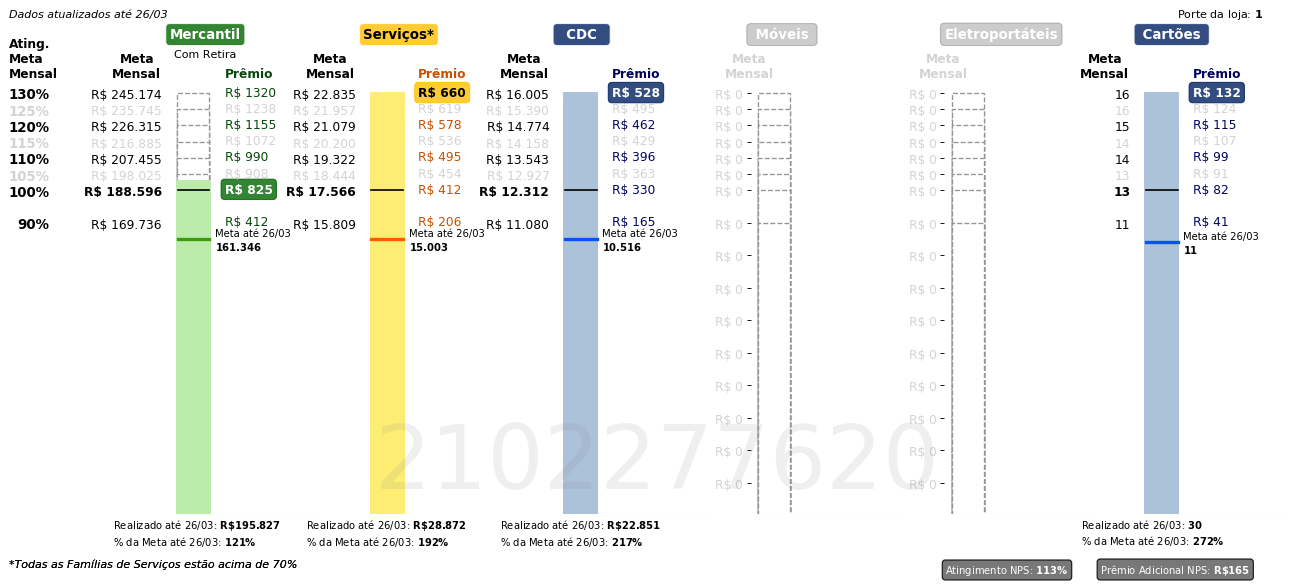 Dados atualizados até 26/03
Porte da loja: 1
Mercantil Serviços* CDC Móveis Eletroportáteis Cartões
Com Retira
Ating. Meta Mensal
Meta Mensal Prêmio Meta Mensal Prêmio Meta Mensal Prêmio Meta Mensal Meta Mensal Meta Mensal Prêmio
130% R$ 245.174 R$ 1320 R$ 22.835 R$ 660 R$ 16.005 R$ 528 R$ 0 R$ 0 16 R$ 132
125% R$ 235.745 R$ 1238 R$ 21.957 R$ 619 R$ 15.390 R$ 495 R$ 0 R$ 0 16 R$ 124
120% R$ 226.315 R$ 1155 R$ 21.079 R$ 578 R$ 14.774 R$ 462 R$ 0 R$ 0 15 R$ 115
115% R$ 216.885 R$ 1072 R$ 20.200 R$ 536 R$ 14.158 R$ 429 R$ 0 R$ 0 14 R$ 107
110% R$ 207.455 R$ 990 R$ 19.322 R$ 495 R$ 13.543 R$ 396 R$ 0 R$ 0 14 R$ 99
105% R$ 198.025 R$ 908 R$ 18.444 R$ 454 R$ 12.927 R$ 363 R$ 0 R$ 0 13 R$ 91
100% R$ 188.596 R$ 825 R$ 17.566 R$ 412 R$ 12.312 R$ 330 R$ 0 R$ 0 13 R$ 82
90% R$ 169.736 R$ 412 R$ 15.809 R$ 206 R$ 11.080 R$ 165 R$ 0 R$ 0 11 R$ 41
Meta até 26/03 Meta até 26/03 Meta até 26/03 Meta até 26/03
161.346 15.003 10.516 11
R$ 0 R$ 0
R$ 0 R$ 0
R$ 0 R$ 0
R$ 0 R$ 0
R$ 0 R$ 0
R$ 0 R$ 0
R$ 0 R$ 0
R$ 0 R$ 0
2102277620
Realizado até 26/03: R$195.827 Realizado até 26/03: R$28.872 Realizado até 26/03: R$22.851 Realizado até 26/03: 30
% da Meta até 26/03: 121% % da Meta até 26/03: 192% % da Meta até 26/03: 217% % da Meta até 26/03: 272%
*Todas as Famílias de Serviços estão acima de 70%
Atingimento NPS: 113% Prêmio Adicional NPS: R$165